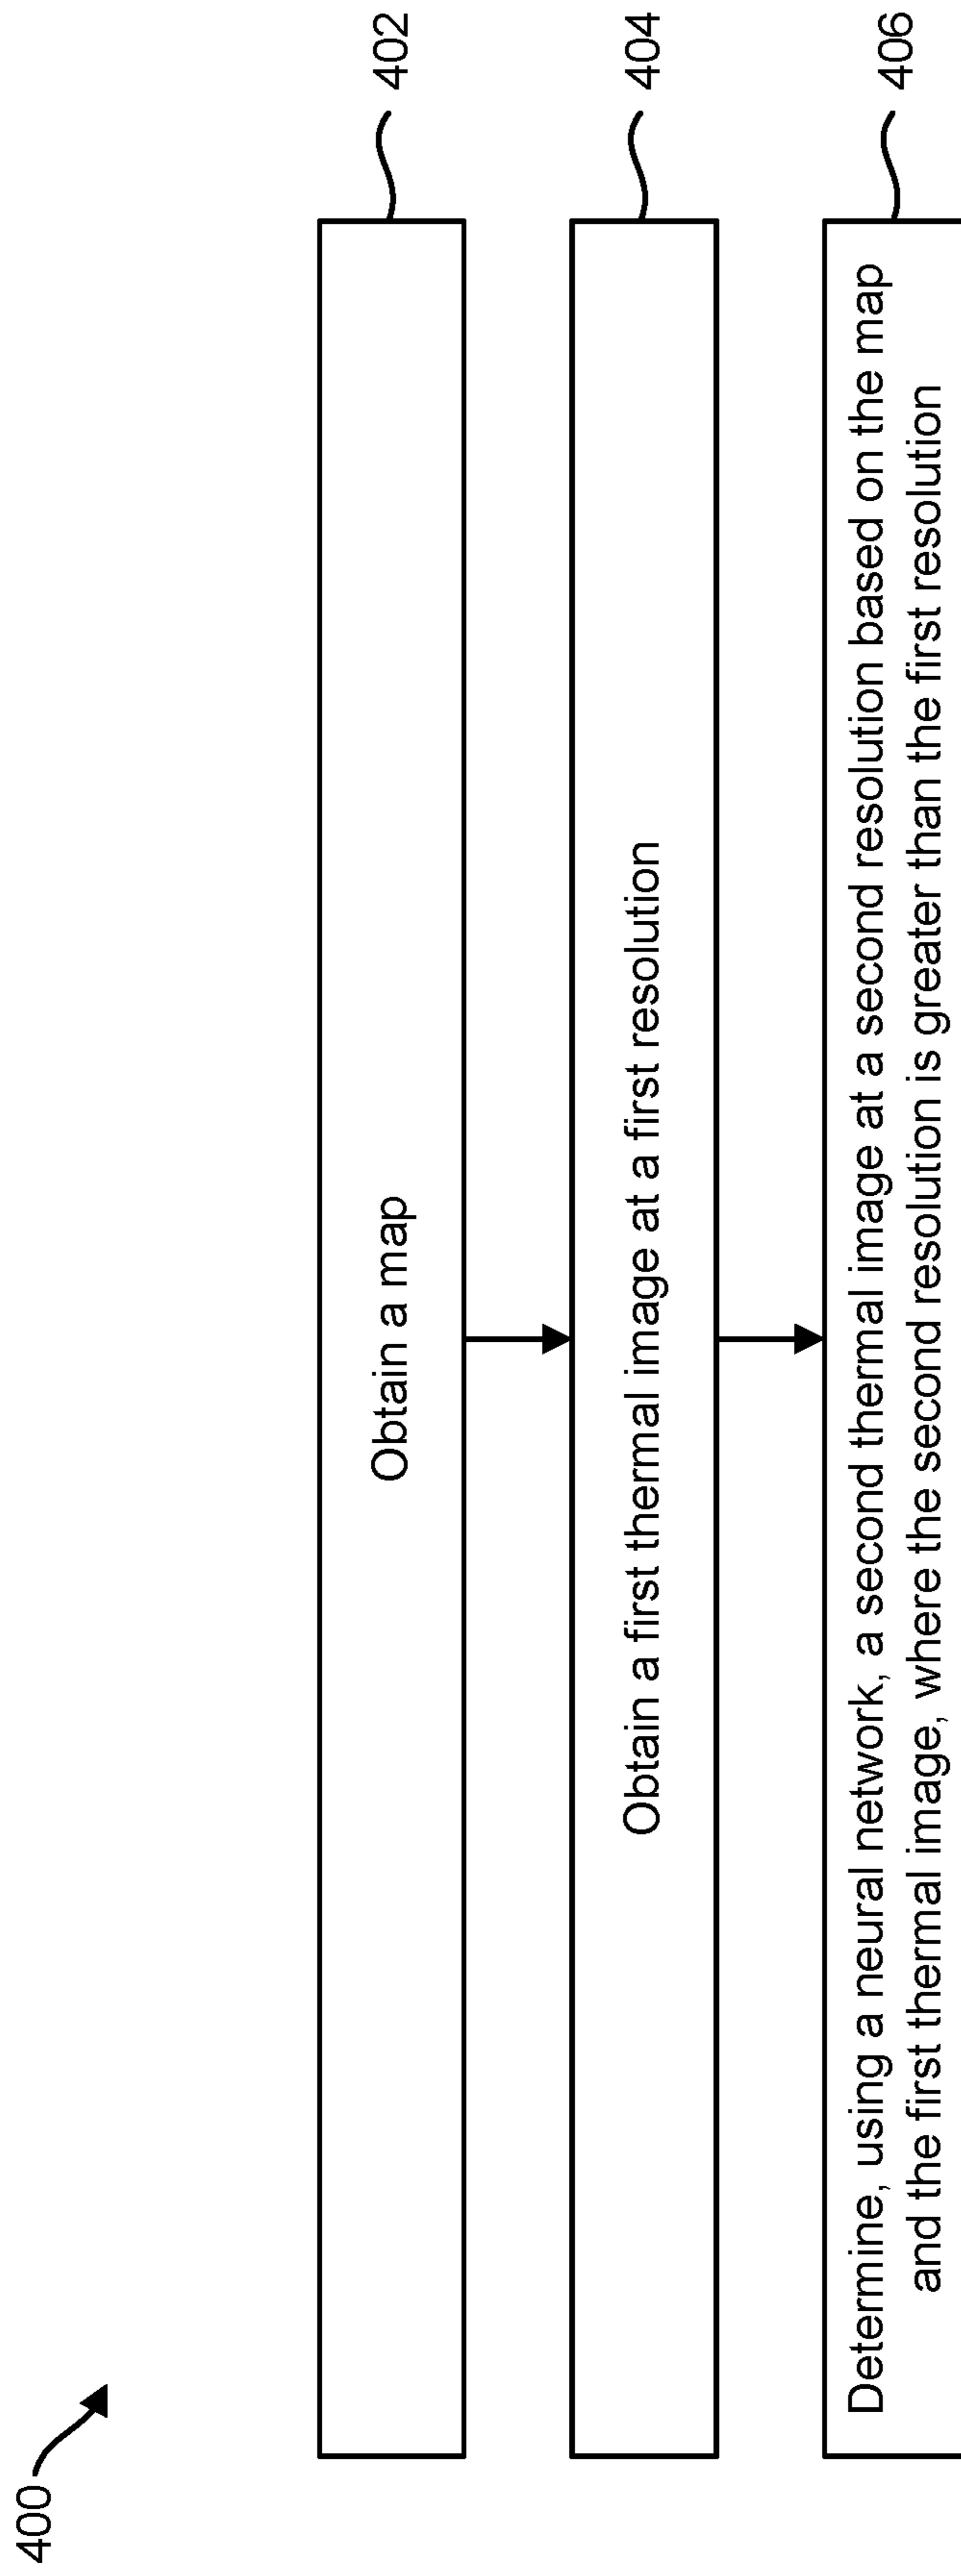 400
Obtain a map
402
Obtain a first thermal image at a first resolution
404
Determine, using a neural network, a second thermal image at a second resolution based on the map
and the first thermal image, where the second resolution is greater than the first resolution
406